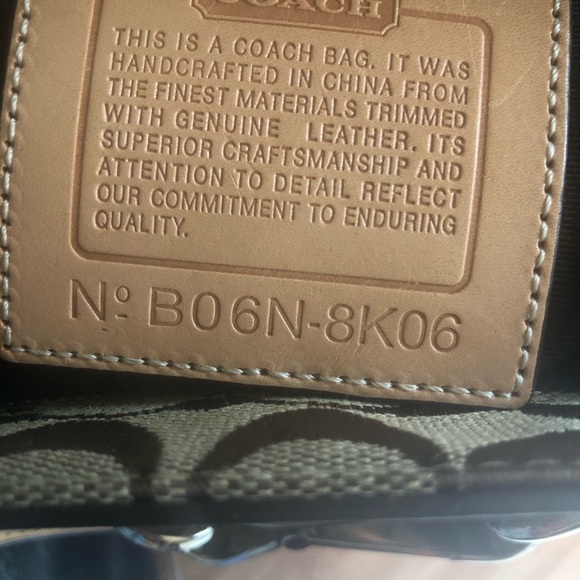 COACH
THIS IS A COACH BAG. IT WAS
HANDCRAFTED IN CHINA FROM
THE FINEST MATERIALS TRIMMED
WITH GENUINE LEATHER. ITS
SUPERIOR CRAFTSMANSHIP AND
ATTENTION TO DETAIL REFLECT
OUR COMMITMENT TO ENDURING
QUALITY.
Nº B06N-8K06